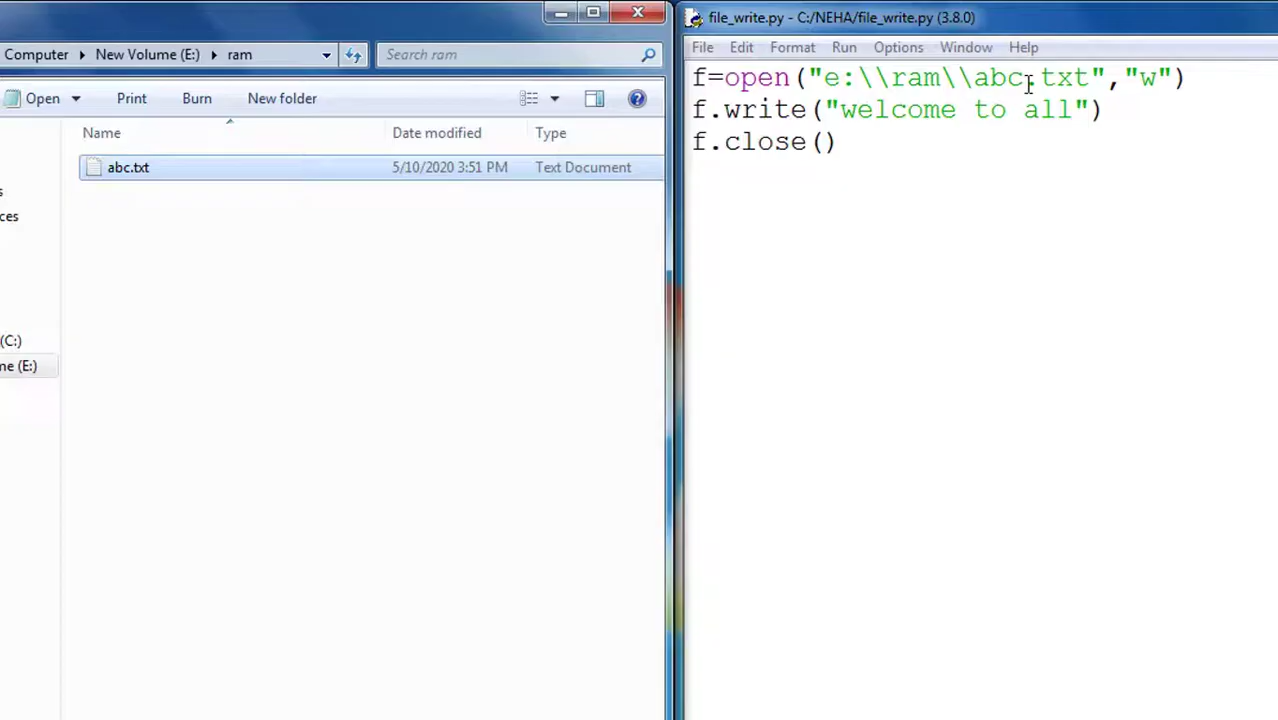 Computer New Volume (E:) ram
Search ram
Open Print Burn New folder
Name Date modified Type
abc.txt 5/10/2020 3:51 PM Text Document
s
ces
(C:)
me (E:)
file_write.py - C:/NEHA/file_write.py (3.8.0)
File Edit Format Run Options Window Help
f=open("e:\\ram\\abc.txt","w")
f.write("welcome to all")
f.close()